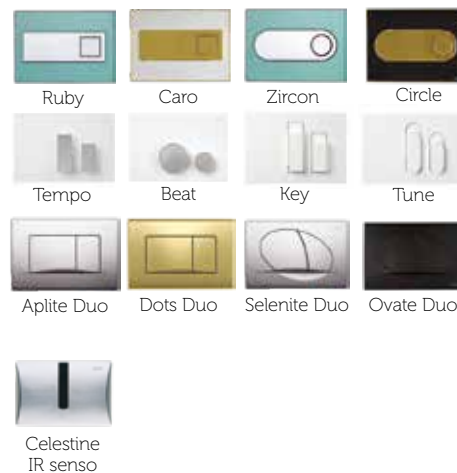 Ruby
Caro
Zircon
Circle
Tempo
Beat
Key
Tune
Aplite Duo
Dots Duo
Selenite Duo
Ovate Duo
Celestine
IR senso